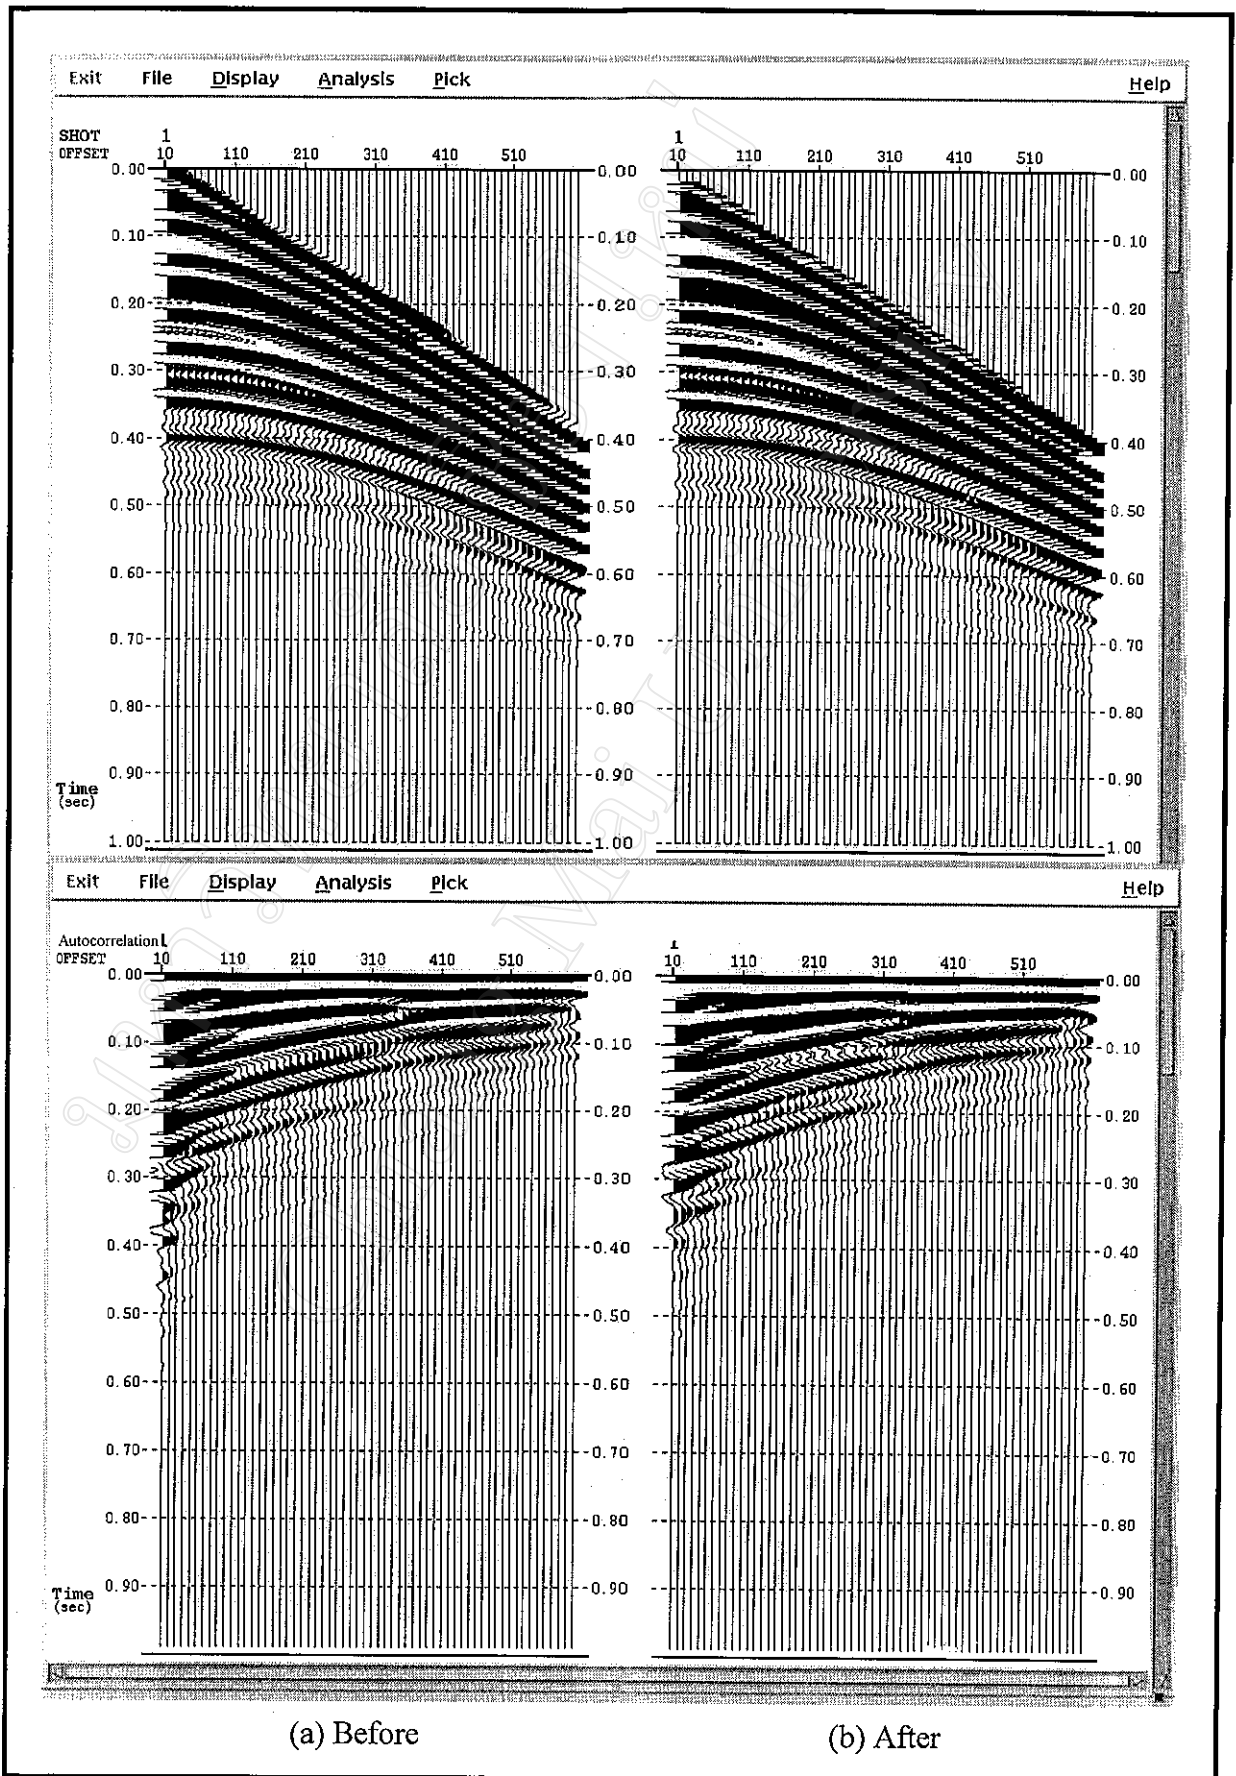 Exit File Display Analysis Pick Help
SHOT 1 1
OFFSET 10 110 210 310 410 510 10 110 210 310 410 510
0.00 0.00 0.00
0.10 0.10 0.10
0.20 0.20 0.20
0.30 0.30 0.30
0.40 0.40 0.40
0.50 0.50 0.50
0.60 0.60 0.60
0.70 0.70 0.70
0.80 0.80 0.80
0.90 0.90 0.90
Time
(sec)
1.00 1.00 1.00
Exit File Display Analysis Pick Help
Autocorrelation
OFFSET 10 110 210 310 410 510 10 110 210 310 410 510
0.00 0.00 0.00
0.10 0.10 0.10
0.20 0.20 0.20
0.30 0.30 0.30
0.40 0.40 0.40
0.50 0.50 0.50
0.60 0.60 0.60
0.70 0.70 0.70
0.80 0.80 0.80
0.90 0.90 0.90
Time
(sec)
(a) Before (b) After